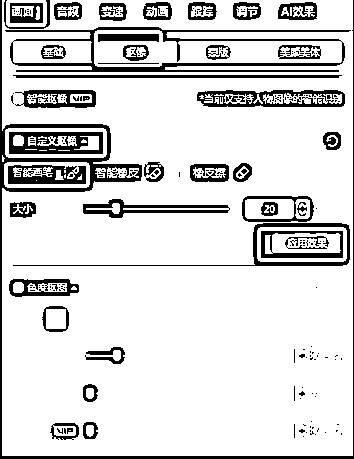 画面 音频 变速 动画 跟踪 调节 AI效果
基础 抠像 蒙版 美颜美体
智能抠像 VIP *当前仅支持人物图像的智能识别
自定义抠像
智能画笔 智能橡皮 橡皮擦
大小 20
应用效果
色度抠图
VIP